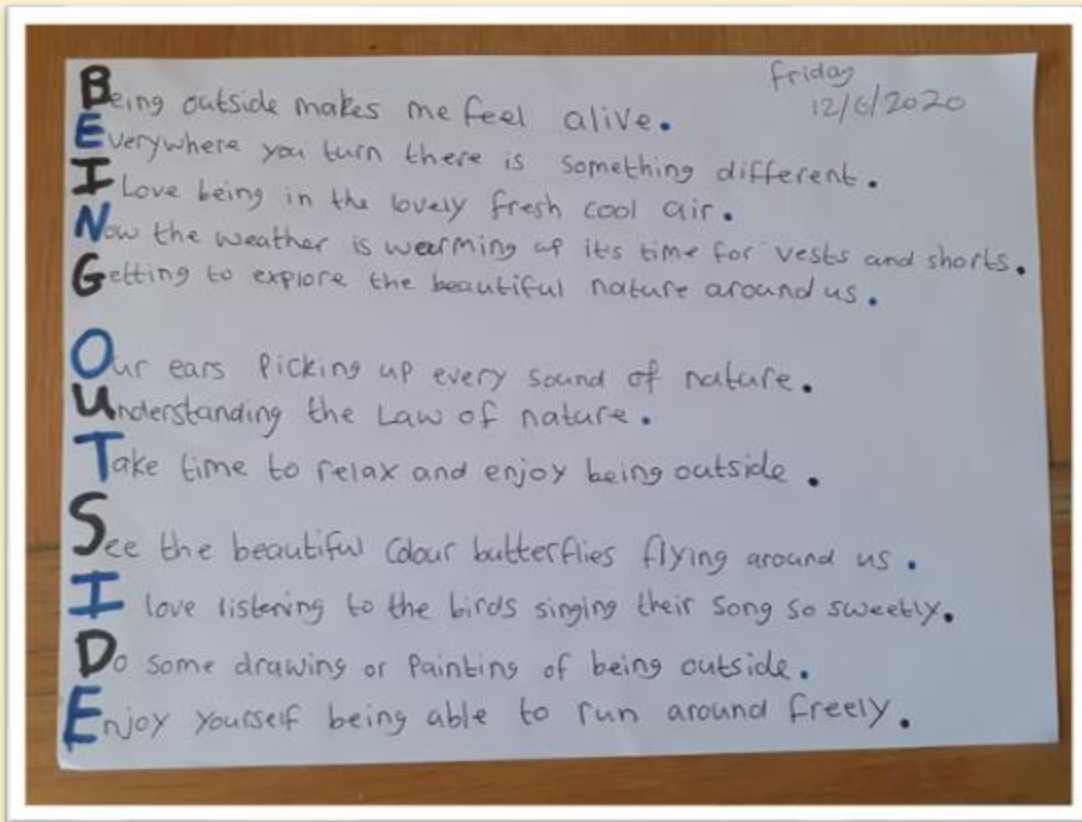 Friday
12/6/2020
Being outside makes me feel alive.
Everywhere you turn there is something different.
I Love being in the lovely fresh cool air.
Now the weather is wearming up it's time for vests and shorts.
Getting to explore the beautiful nature around us.
Our ears Picking up every sound of nature.
Understanding the Law of nature.
Take time to relax and enjoy being outside.
See the beautiful Colour butterflies flying around us.
I love listening to the birds singing their song so sweetly.
Do some drawing or Painting of being outside.
Enjoy yourself being able to run around freely.